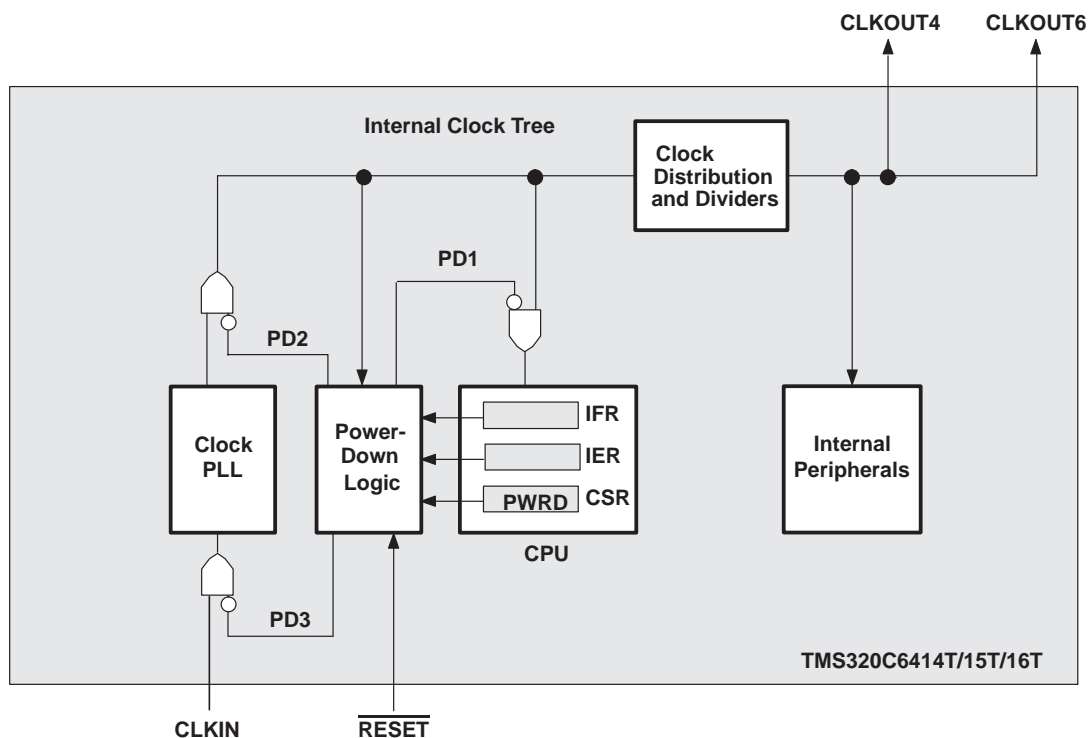 CLKOUT4 CLKOUT6
Internal Clock Tree
Clock
Distribution
and Dividers
PD1
PD2
Clock
PLL
Power-
Down
Logic
IFR
IER
PWRD CSR
CPU
Internal
Peripherals
PD3
TMS320C6414T/15T/16T
CLKIN
RESET